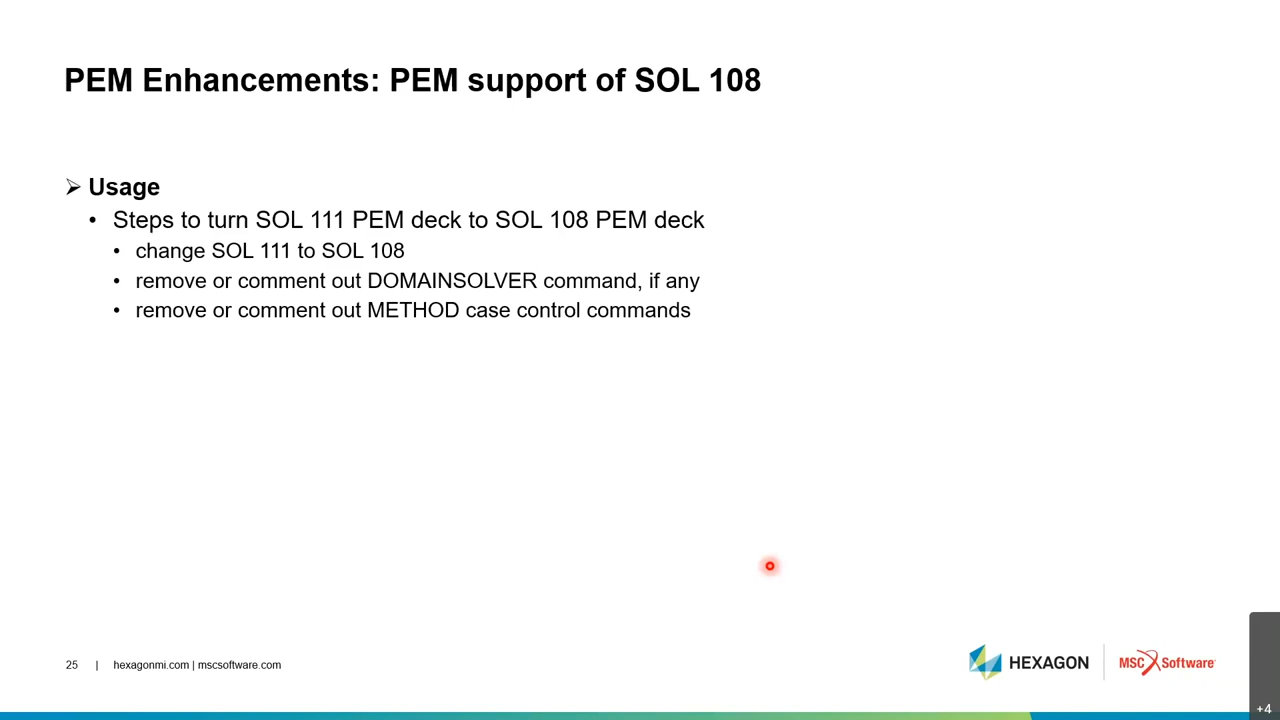 PEM Enhancements: PEM support of SOL 108
➢ Usage
• Steps to turn SOL 111 PEM deck to SOL 108 PEM deck
• change SOL 111 to SOL 108
• remove or comment out DOMAINSOLVER command, if any
• remove or comment out METHOD case control commands
25 | hexagonmi.com | mscsoftware.com
HEXAGON
MSC Software
+4